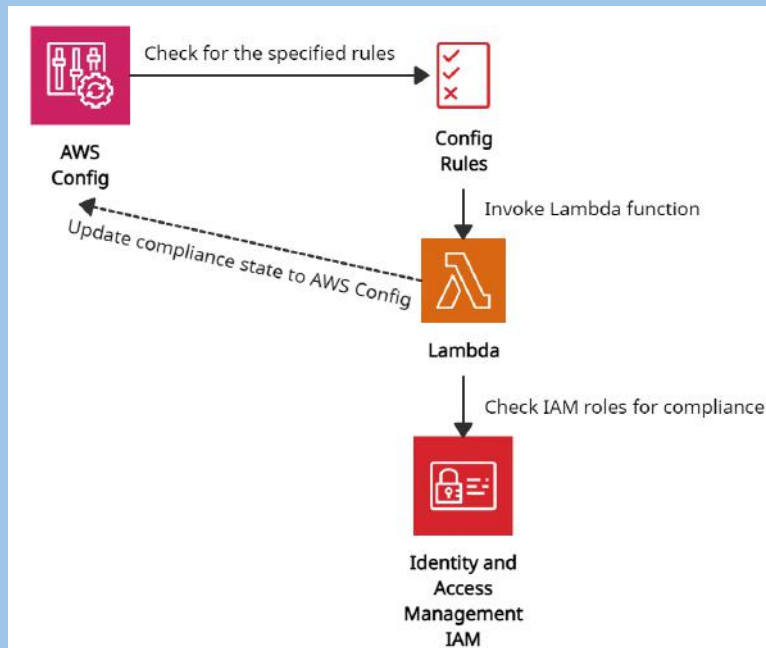 Check for the specified rules
AWS
Config
Config
Rules
Invoke Lambda function
Update compliance state to AWS Config
Lambda
Check IAM roles for compliance
Identity and
Access
Management
IAM